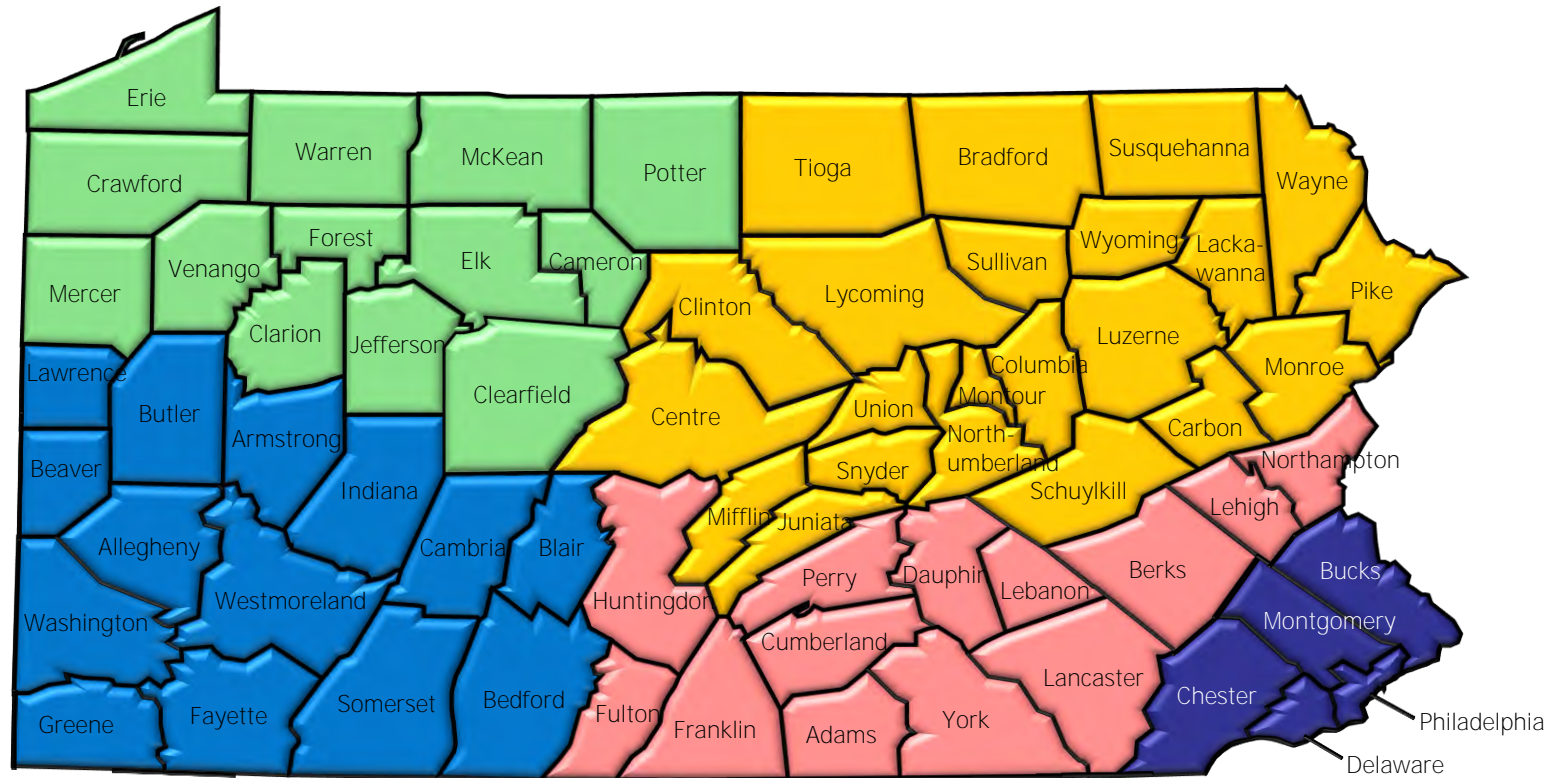 Erie
Warren
McKean
Potter
Tioga
Bradford
Susquehanna
Wayne
Crawford
Forest
Venango
Elk
Cameron
Mercer
Clarion
Jefferson
Clinton
Lycoming
Sullivan
Wyoming
Lacka-
wanna
Pike
Luzerne
Columbia
Monroe
Lawrence
Butler
Armstrong
Clearfield
Centre
Union
Montour
North-
umberland
Snyder
Carbon
Schuylkill
Northampton
Lehigh
Beaver
Indiana
Allegheny
Cambria
Blair
Mifflin
Juniata
Perry
Dauphin
Lebanon
Berks
Bucks
Washington
Westmoreland
Huntingdon
Cumberland
Montgomery
Lancaster
Chester
Greene
Fayette
Somerset
Bedford
Fulton
Franklin
Adams
York
Philadelphia
Delaware